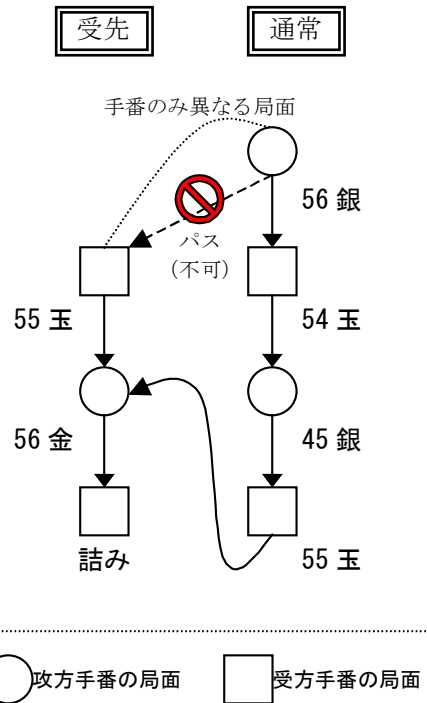 受先
通常
手番のみ異なる局面
56 銀
パス
(不可)
55 玉
54 玉
56 金
45 銀
詰み
55 玉
攻方手番の局面
受方手番の局面